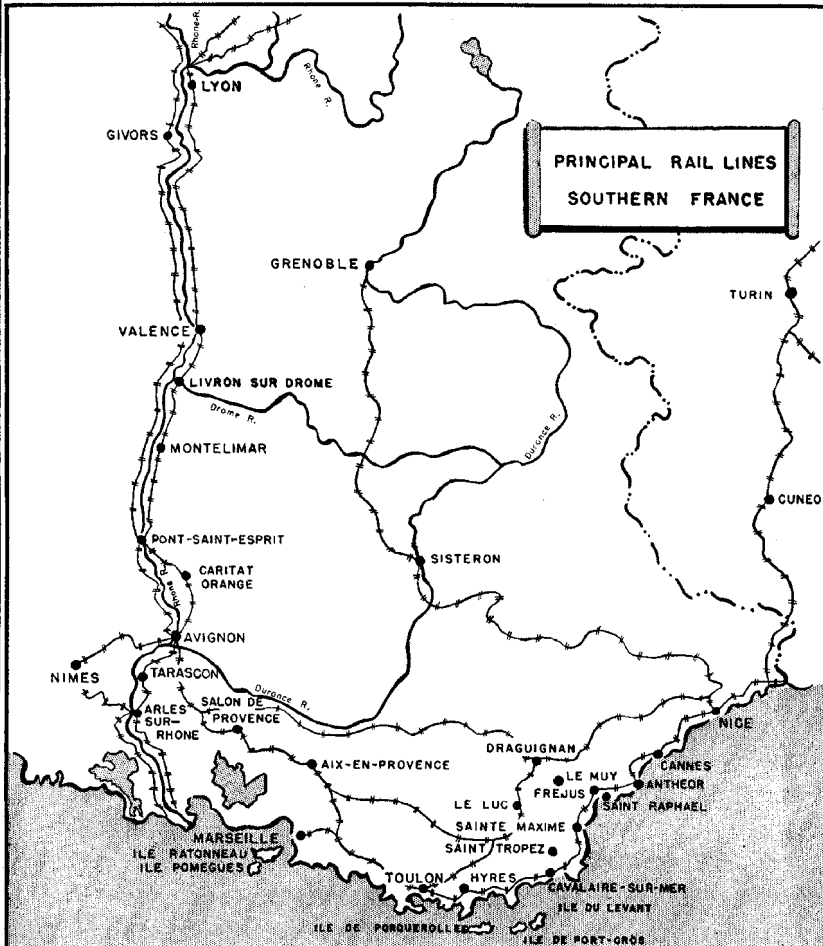 Rhone R.
LYON
Rhone R.
GIVORS
PRINCIPAL RAIL LINES
SOUTHERN FRANCE
GRENOBLE
TURIN
VALENCE
LIVRON SUR DROME
Drome R.
Durance R.
MONTELIMAR
CUNEO
PONT-SAINT-ESPRIT
SISTERON
CARITAT
ORANGE
Rhone R.
AVIGNON
NIMES
TARASCON
Durance R.
SALON DE
PROVENCE
ARLES
SUR-
RHONE
NICE
DRAGUIGNAN
CANNES
AIX-EN-PROVENCE
LE MUY
ANTHEOR
FREJUS
SAINT RAPHAEL
LE LUC
SAINTE MAXIME
MARSEILLE
SAINT TROPEZ
ILE RATONNEAU
ILE POMEGUES
TOULON
HYRES
CAVALAIRE-SUR-MER
ILE DU LEVANT
ILE DE PORQUEROLLES
ILE DE PORT-CROS